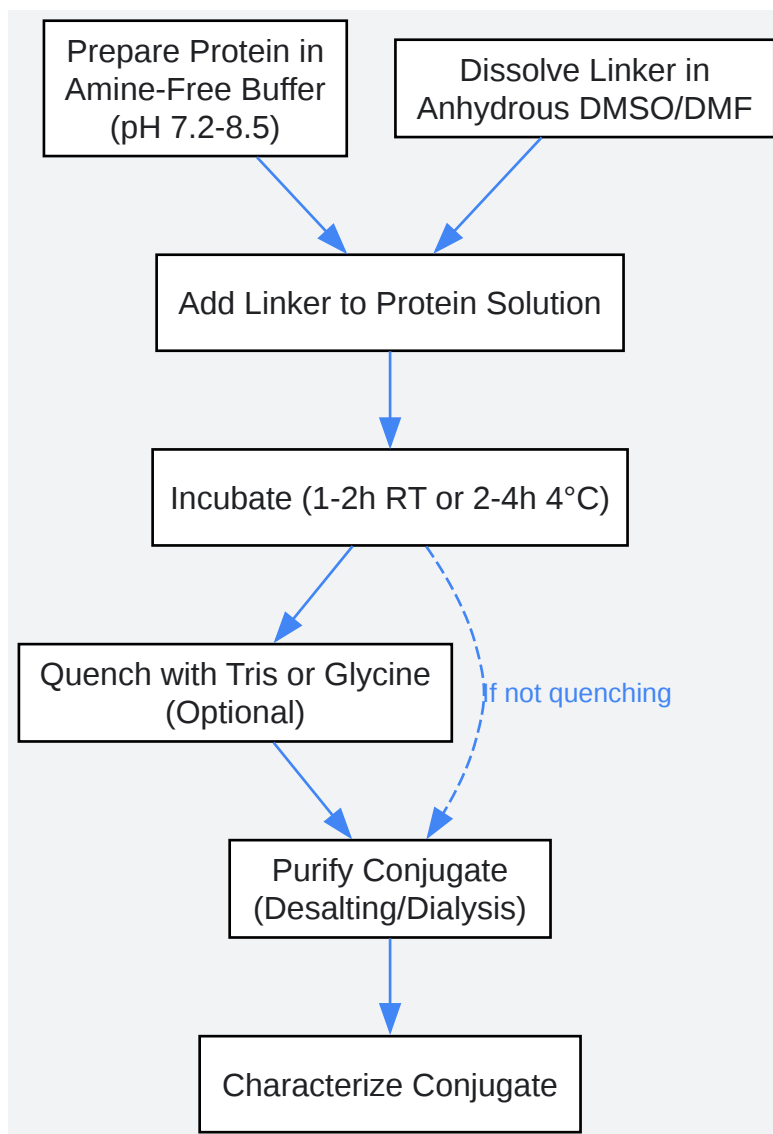 Prepare Protein in
Amine-Free Buffer
(pH 7.2-8.5)
Dissolve Linker in
Anhydrous DMSO/DMF
Add Linker to Protein Solution
Incubate (1-2h RT or 2-4h 4°C)
Quench with Tris or Glycine
(Optional)
If not quenching
Purify Conjugate
(Desalting/Dialysis)
Characterize Conjugate